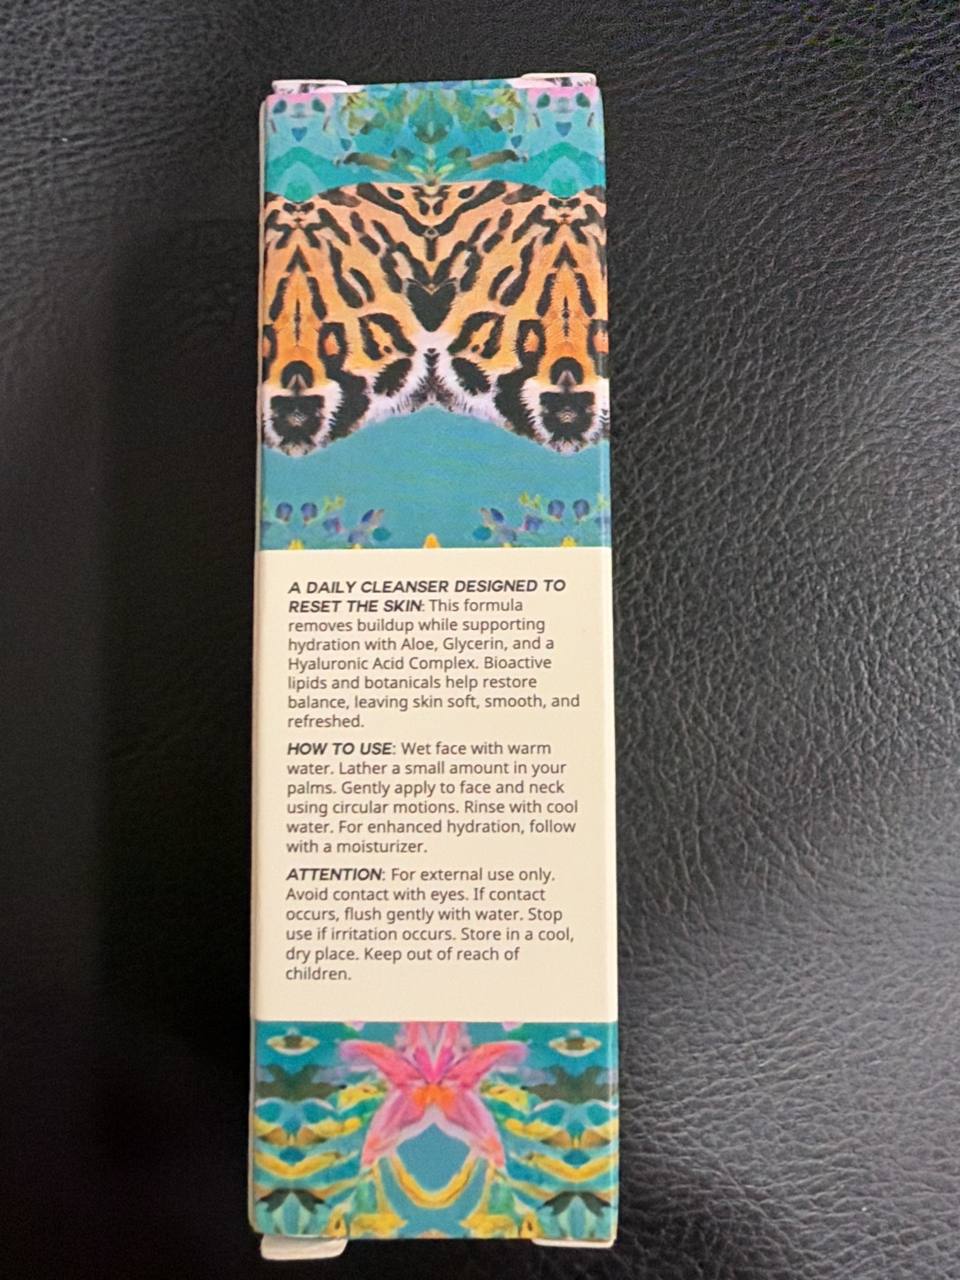 A DAILY CLEANSER DESIGNED TO
RESET THE SKIN: This formula
removes buildup while supporting
hydration with Aloe, Glycerin, and a
Hyaluronic Acid Complex. Bioactive
lipids and botanicals help restore
balance, leaving skin soft, smooth, and
refreshed.
HOW TO USE: Wet face with warm
water. Lather a small amount in your
palms. Gently apply to face and neck
using circular motions. Rinse with cool
water. For enhanced hydration, follow
with a moisturizer.
ATTENTION: For external use only.
Avoid contact with eyes. If contact
occurs, flush gently with water. Stop
use if irritation occurs. Store in a cool,
dry place. Keep out of reach of
children.